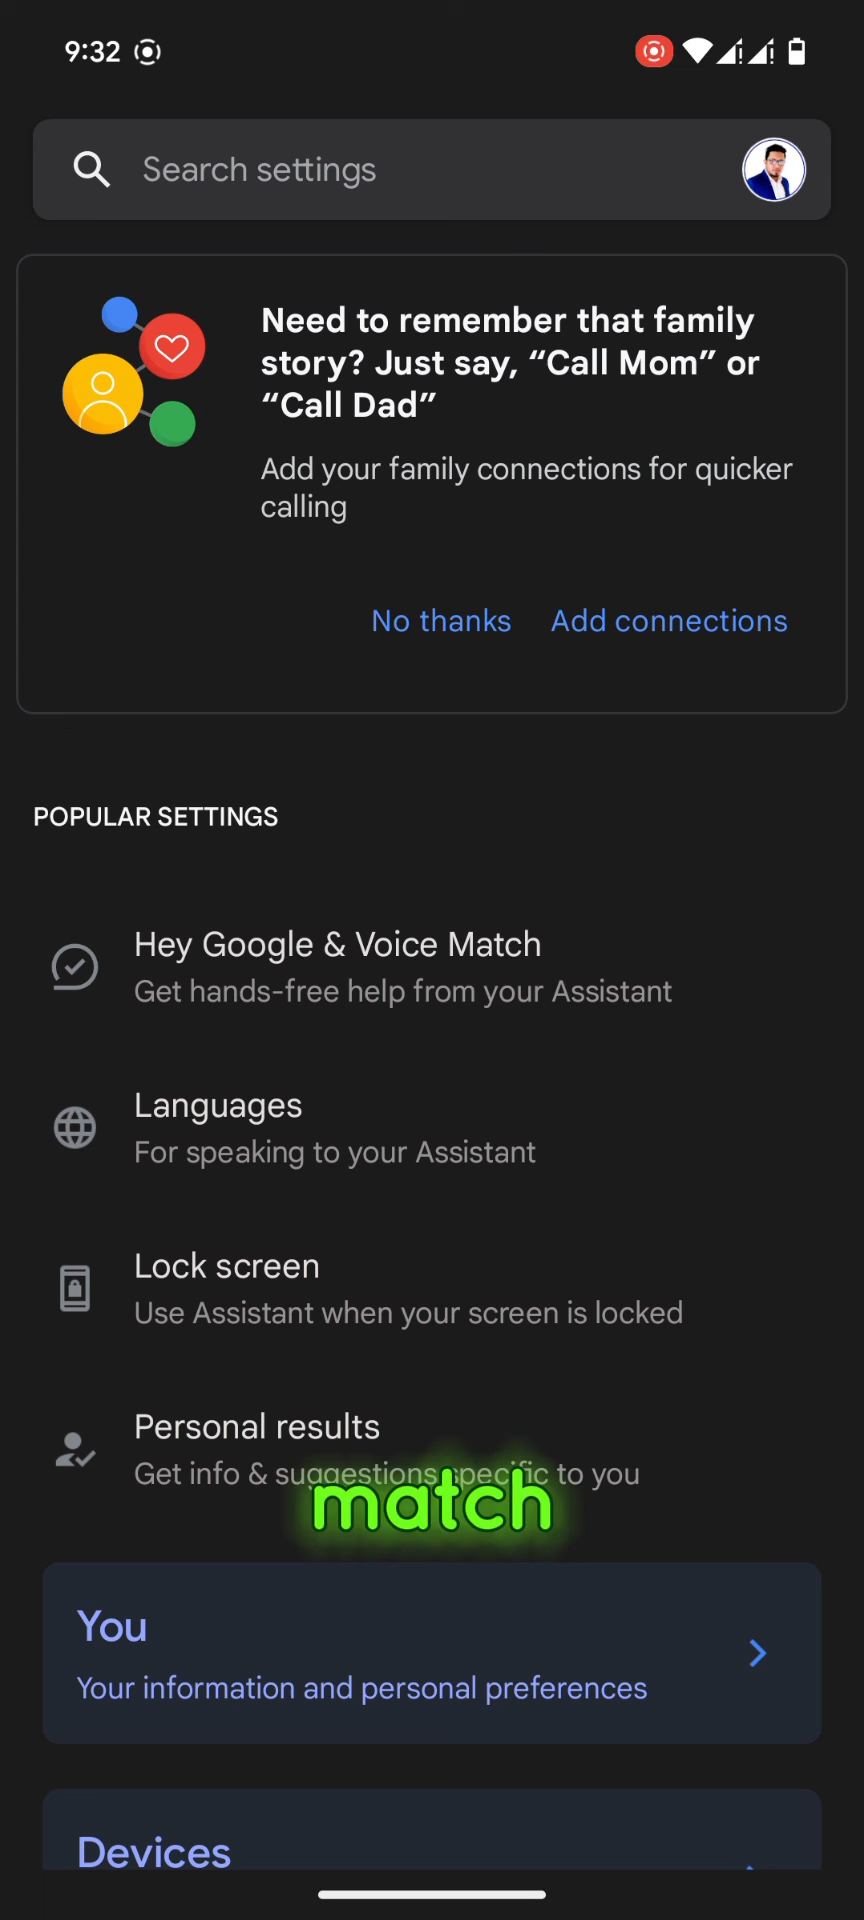 9:32
Search settings
Need to remember that family
story? Just say, “Call Mom” or
“Call Dad”
Add your family connections for quicker
calling
No thanks Add connections
POPULAR SETTINGS
Hey Google & Voice Match
Get hands-free help from your Assistant
Languages
For speaking to your Assistant
Lock screen
Use Assistant when your screen is locked
Personal results
Get info & suggestions specific to you
match
You
Your information and personal preferences
Devices